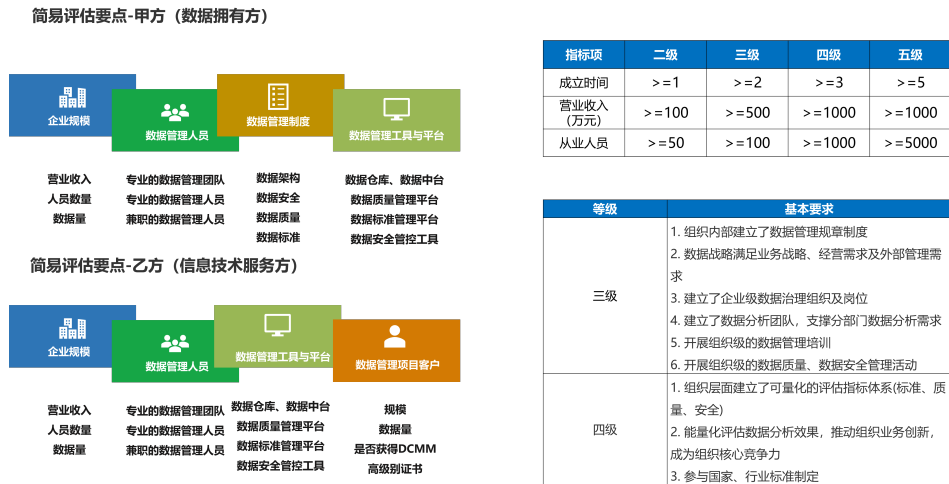 简易评估要点-甲方（数据拥有方）
企业规模
数据管理人员
数据管理制度
数据管理工具与平台
营业收入
人员数量
数据量
专业的数据管理团队
专业的数据管理人员
兼职的数据管理人员
数据架构
数据安全
数据质量
数据标准
数据仓库、数据中台
数据质量管理平台
数据标准管理平台
数据安全管控工具
简易评估要点-乙方（信息技术服务方）
企业规模
数据管理人员
数据管理工具与平台
数据管理项目客户
营业收入
人员数量
数据量
专业的数据管理团队
专业的数据管理人员
兼职的数据管理人员
数据仓库、数据中台
数据质量管理平台
数据标准管理平台
数据安全管控工具
规模
数据量
是否获得DCMM
高级别证书
指标项 二级 三级 四级 五级
成立时间 >=1 >=2 >=3 >=5
营业收入
（万元） >=100 >=500 >=1000 >=1000
从业人员 >=50 >=100 >=1000 >=5000
等级 基本要求
三级
1. 组织内部建立了数据管理规章制度
2. 数据战略满足业务战略、经营需求及外部管理需
求
3. 建立了企业级数据治理组织及岗位
4. 建立了数据分析团队，支撑分部门数据分析需求
5. 开展组织级的数据管理培训
6. 开展组织级的数据质量、数据安全管理活动
四级
1. 组织层面建立了可量化的评估指标体系(标准、质
量、安全)
2. 能量化评估数据分析效果，推动组织业务创新，
成为组织核心竞争力
3. 参与国家、行业标准制定